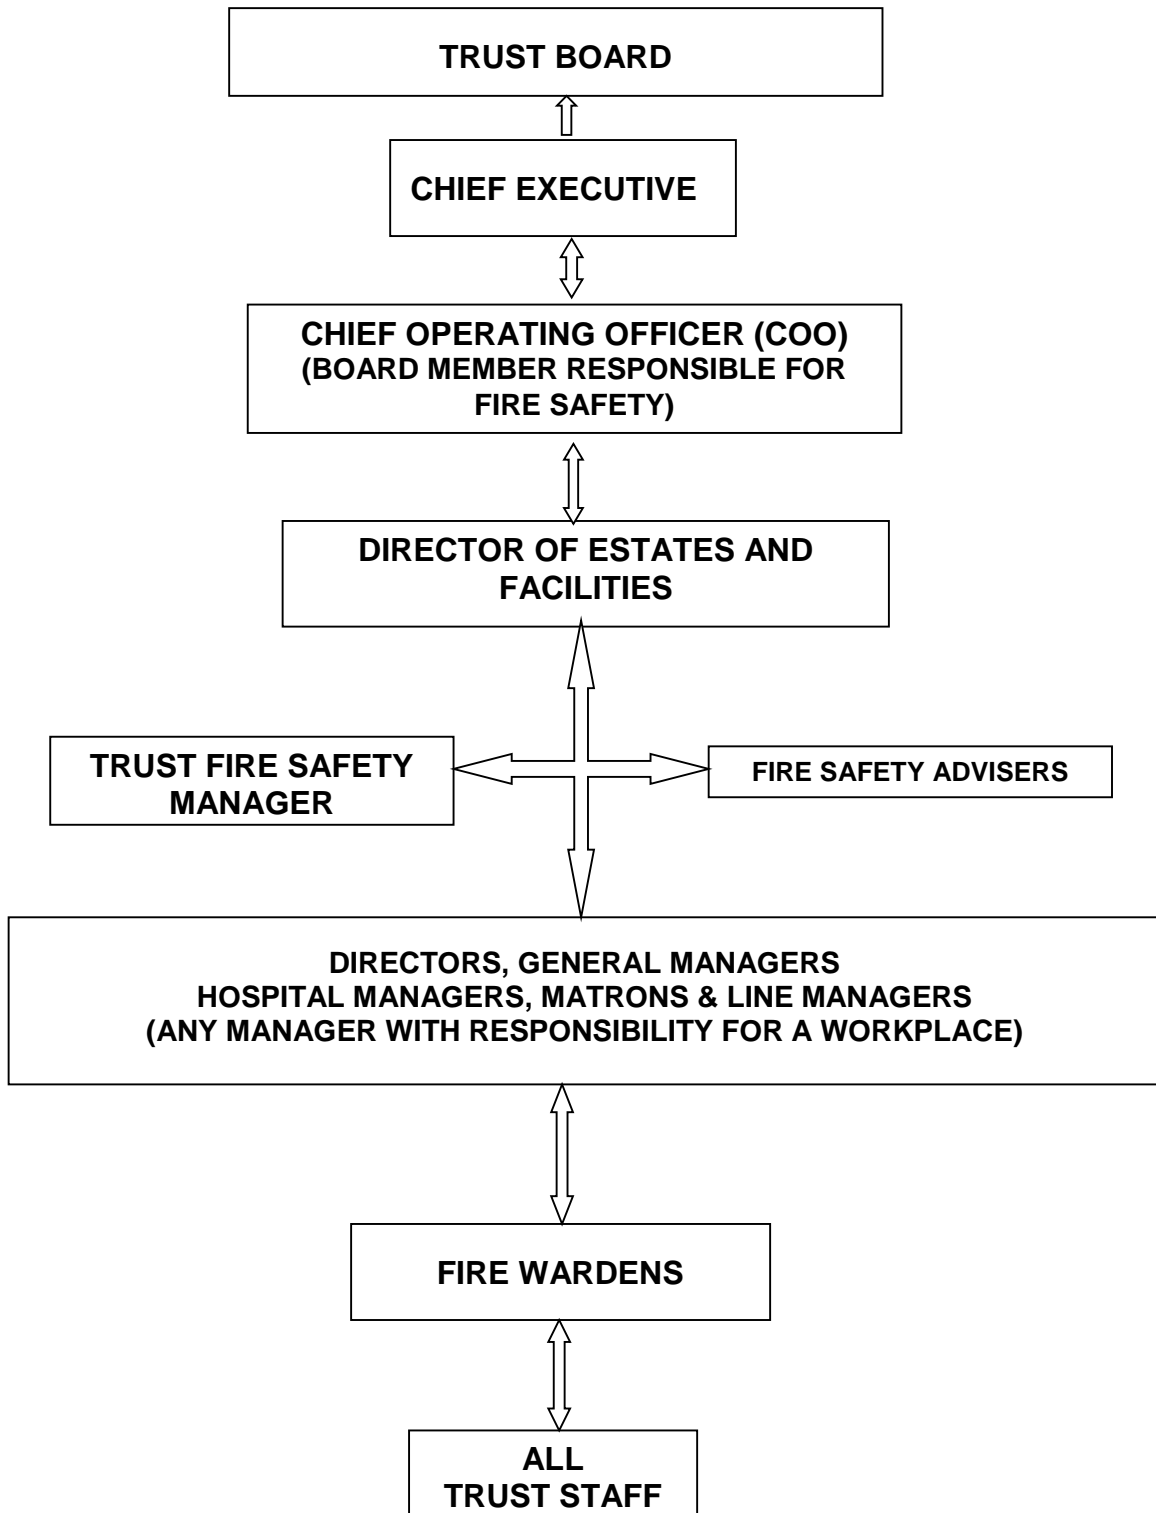 TRUST BOARD
CHIEF EXECUTIVE
CHIEF OPERATING OFFICER (COO)
(BOARD MEMBER RESPONSIBLE FOR
FIRE SAFETY)
DIRECTOR OF ESTATES AND
FACILITIES
TRUST FIRE SAFETY
MANAGER
FIRE SAFETY ADVISERS
DIRECTORS, GENERAL MANAGERS
HOSPITAL MANAGERS, MATRONS & LINE MANAGERS
(ANY MANAGER WITH RESPONSIBILITY FOR A WORKPLACE)
FIRE WARDENS
ALL
TRUST STAFF